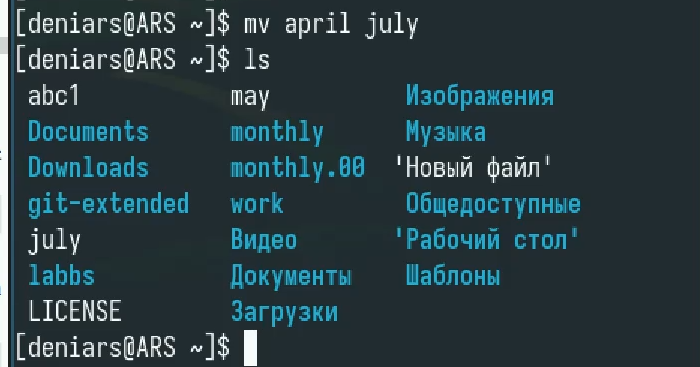 [deniars@ARS ~]$ mv april july
[deniars@ARS ~]$ ls
abc1 may Изображения
Documents monthly Музыка
Downloads monthly.00 'Новый файл'
git-extended work Общедоступные
july Видео 'Рабочий стол'
labbs Документы Шаблоны
LICENSE Загрузки
[deniars@ARS ~]$